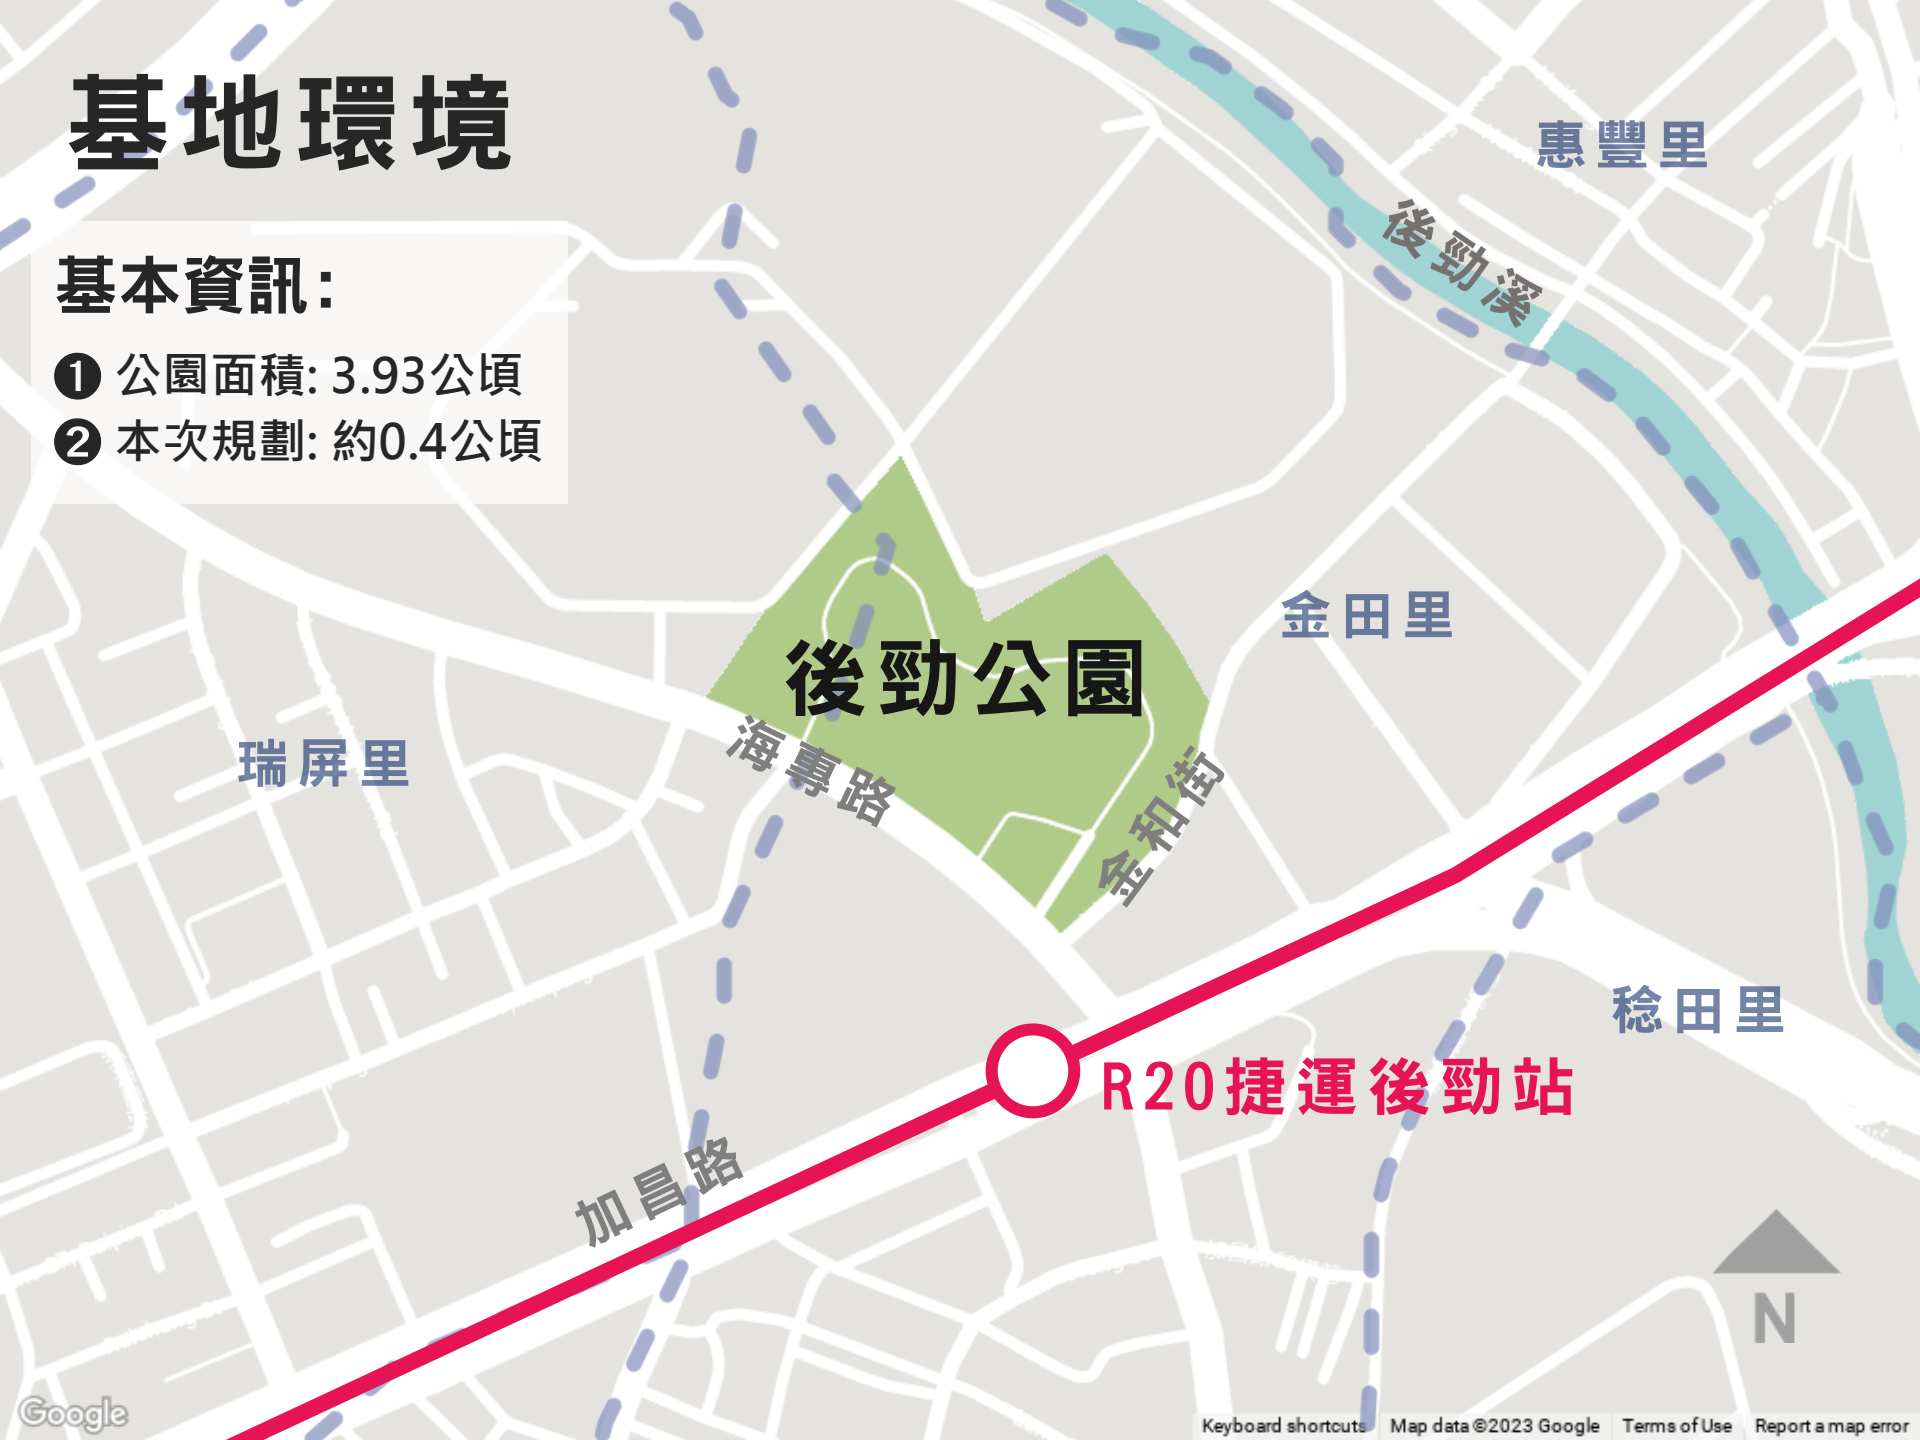 基地環境
基本資訊:
❶ 公園面積: 3.93公頃
❷ 本次規劃: 約0.4公頃
惠豐里
後勁溪
金田里
後勁公園
瑞屏里
海專路
金和街
稔田里
R20捷運後勁站
加昌路
N
Google
Keyboard shortcuts
Map data ©2023 Google
Terms of Use
Report a map error